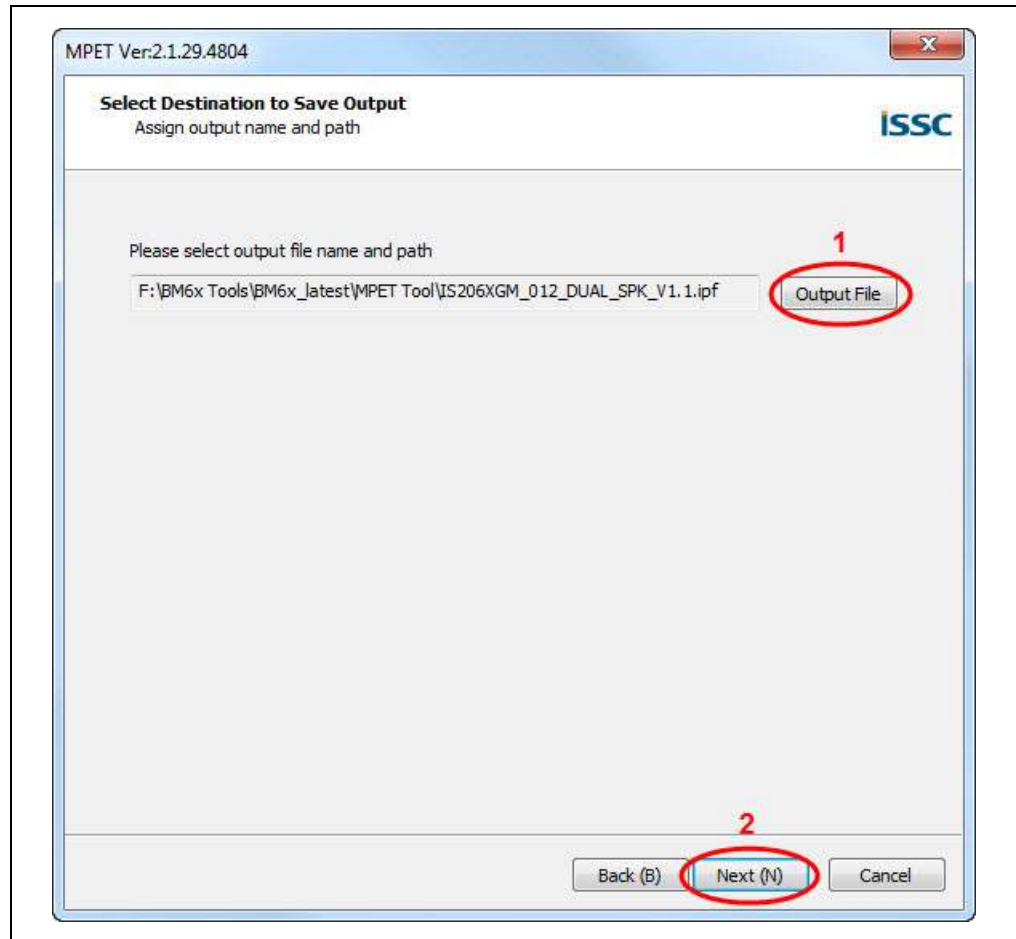 MPET Ver:2.1.29.4804
Select Destination to Save Output
Assign output name and path
ISSC
Please select output file name and path
1
F:\BM6x Tools\BM6x_latest\MPET Tool\IS206XGM_012_DUAL_SPK_V1.1.ipf
Output File
2
Back (B)
Next (N)
Cancel